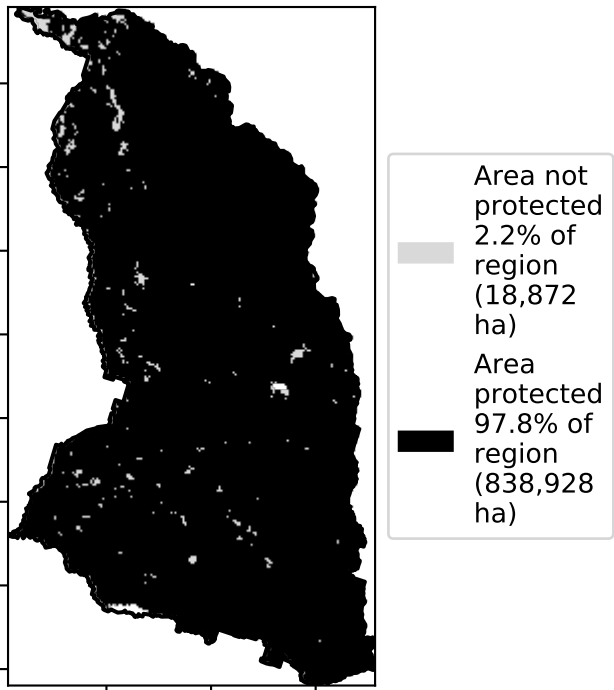 Area not
protected
2.2% of
region
(18,872
ha)
Area
protected
97.8% of
region
(838,928
ha)